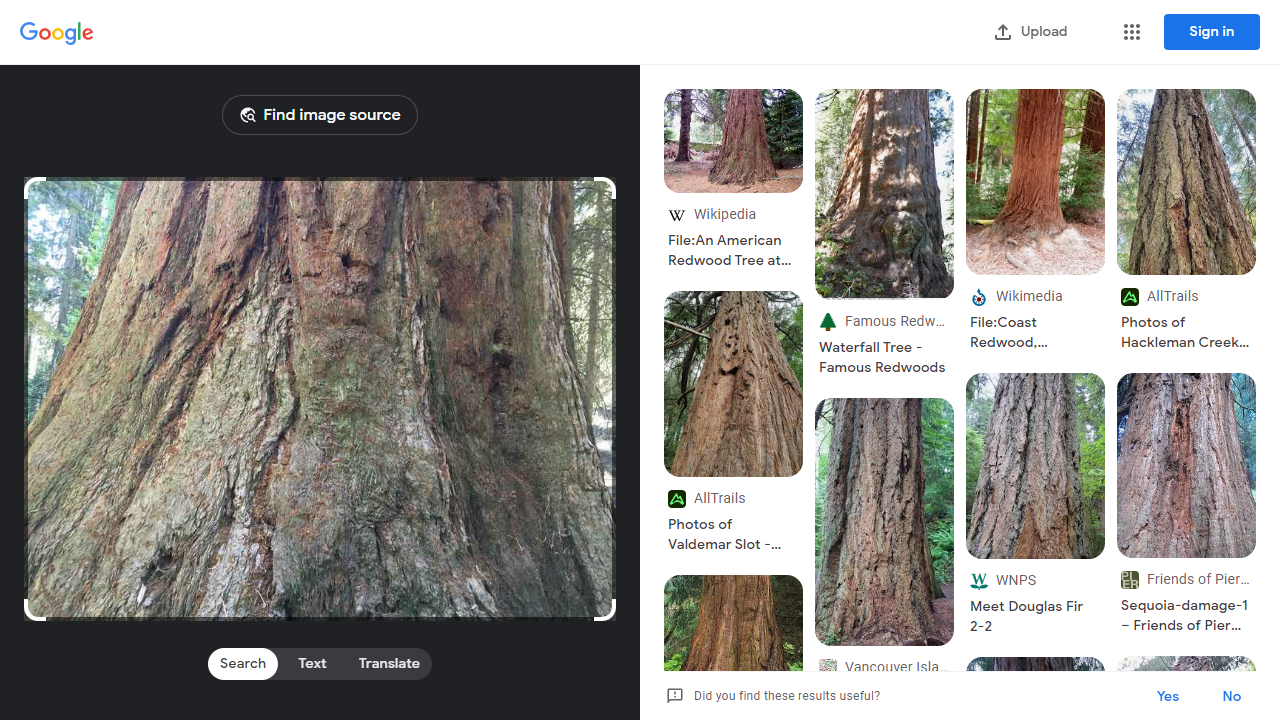 Google
Upload
Sign in
Find image source
Search
Text
Translate
Wikipedia
File:An American
Redwood Tree at...
AllTrails
Photos of
Valdemar Slot -...
Famous Redw...
Waterfall Tree -
Famous Redwoods
Vancouver Isla...
Wikimedia
File:Coast
Redwood,...
WNPS
Meet Douglas Fir
2-2
AllTrails
Photos of
Hackleman Creek...
Friends of Pier...
Sequoia-damage-1
– Friends of Pier...
Did you find these results useful?
Yes
No